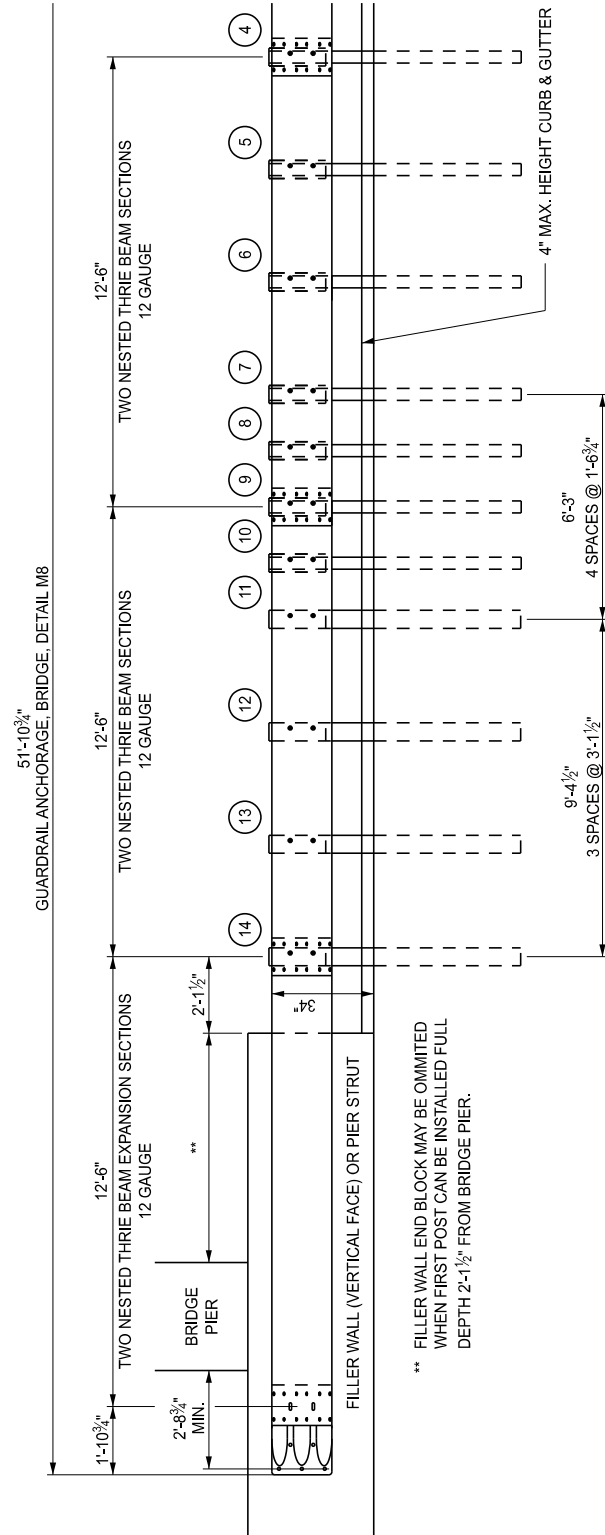 51'-10¾"
GUARDRAIL ANCHORAGE, BRIDGE, DETAIL M8
1'-10¾"
12'-6"
TWO NESTED THRIE BEAM EXPANSION SECTIONS
12 GAUGE
12'-6"
TWO NESTED THRIE BEAM SECTIONS
12 GAUGE
12'-6"
TWO NESTED THRIE BEAM SECTIONS
12 GAUGE
2'-8¾"
MIN.
BRIDGE
PIER
**
2'-1½"
14
13
12
11
10
9
8
7
6
5
4
34"
FILLER WALL (VERTICAL FACE) OR PIER STRUT
4" MAX. HEIGHT CURB & GUTTER
** FILLER WALL END BLOCK MAY BE OMMITED
WHEN FIRST POST CAN BE INSTALLED FULL
DEPTH 2'-1½" FROM BRIDGE PIER.
9'-4½"
3 SPACES @ 3'-1½"
6'-3"
4 SPACES @ 1'-6¾"